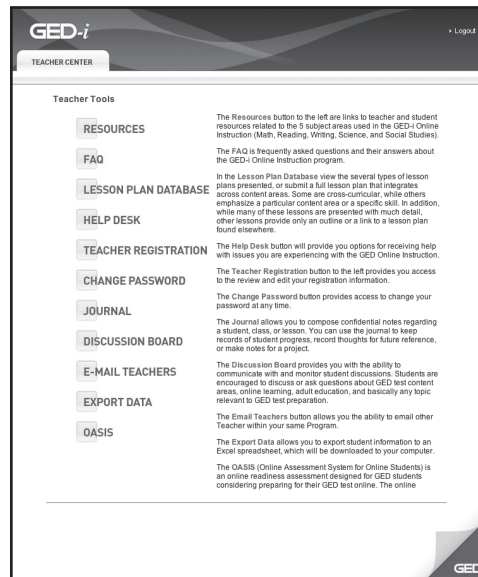 GED-i
▸ Logout
TEACHER CENTER
Teacher Tools
RESOURCES
FAQ
LESSON PLAN DATABASE
HELP DESK
TEACHER REGISTRATION
CHANGE PASSWORD
JOURNAL
DISCUSSION BOARD
E-MAIL TEACHERS
EXPORT DATA
OASIS
The Resources button to the left are links to teacher and student
resources related to the 5 subject areas used in the GED-i Online
Instruction (Math, Reading, Writing, Science, and Social Studies).
The FAQ is frequently asked questions and their answers about
the GED-i Online Instruction program.
In the Lesson Plan Database view the several types of lesson
plans presented, or submit a full lesson plan that integrates
across content areas. Some are cross-curricular, while others
emphasize a particular content area or a specific skill. In addition,
while many of these lessons are presented with much detail,
other lessons provide only an outline or a link to a lesson plan
found elsewhere.
The Help Desk button will provide you options for receiving help
with issues you are experiencing with the GED Online Instruction.
The Teacher Registration button to the left provides you access
to the review and edit your registration information.
The Change Password button provides access to change your
password at any time.
The Journal allows you to compose confidential notes regarding
a student, class, or lesson. You can use the journal to keep
records of student progress, record thoughts for future reference,
or make notes for a project.
The Discussion Board provides you with the ability to
communicate with and monitor student discussions. Students are
encouraged to discuss or ask questions about GED test content
areas, online learning, adult education, and basically any topic
relevant to GED test preparation.
The Email Teachers button allows you the ability to email other
Teacher within your same Program.
The Export Data allows you to export student information to an
Excel spreadsheet, which will be downloaded to your computer.
The OASIS (Online Assessment System for Online Students) is
an online readiness assessment designed for GED students
considering preparing for their GED test online. The online
GED